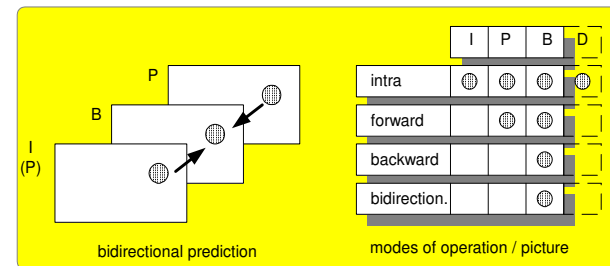 P
B
I
(P)
bidirectional prediction
I P B D
intra
forward
backward
bidirection.
modes of operation / picture